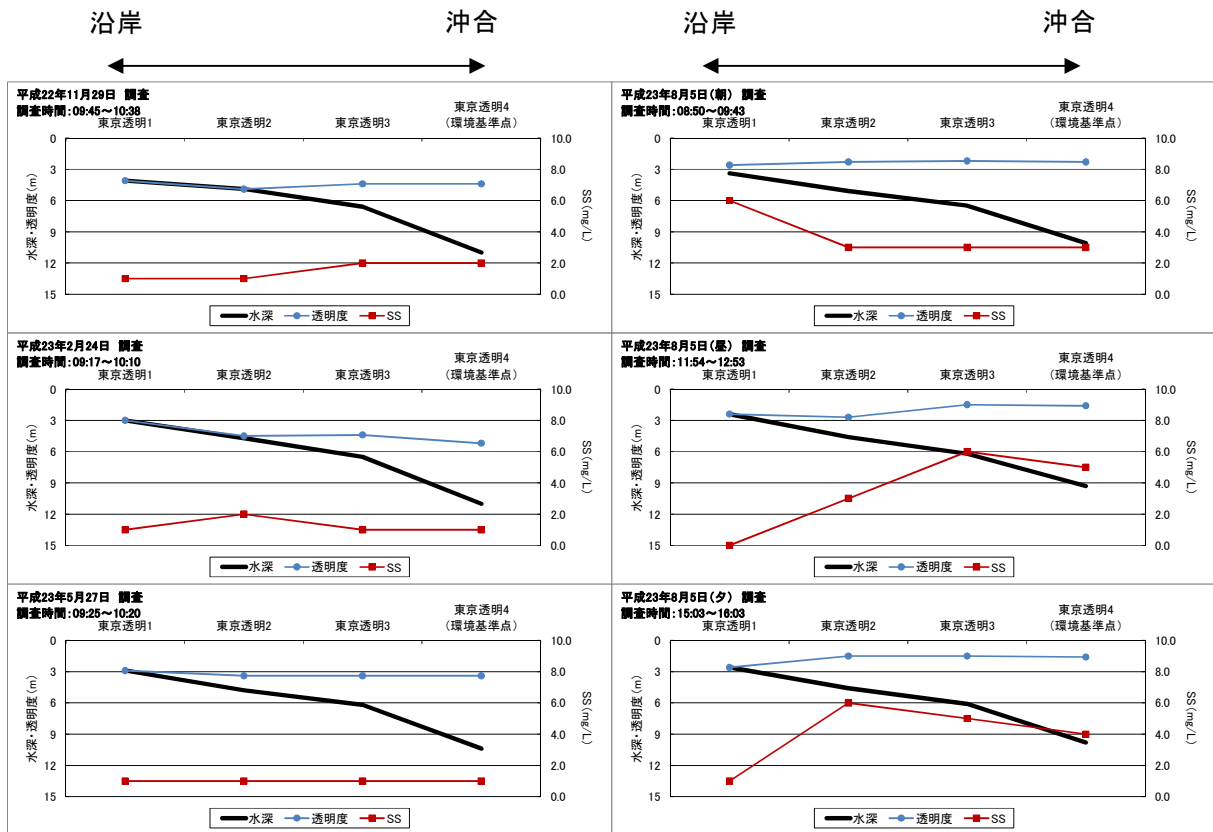 沿岸
沖合
沿岸
沖合
平成22年11月29日 調査
調査時間:09:45～10:38
東京透明1
東京透明2
東京透明3
東京透明4
(環境基準点)
0
3
6
9
12
15
水深・透明度(m)
10.0
8.0
6.0
4.0
2.0
0.0
SS(mg/L)
水深 透明度 SS
平成23年8月5日(朝) 調査
調査時間:08:50～09:43
東京透明1
東京透明2
東京透明3
東京透明4
(環境基準点)
0
3
6
9
12
15
水深・透明度(m)
10.0
8.0
6.0
4.0
2.0
0.0
SS(mg/L)
水深 透明度 SS
平成23年2月24日 調査
調査時間:09:17～10:10
東京透明1
東京透明2
東京透明3
東京透明4
(環境基準点)
0
3
6
9
12
15
水深・透明度(m)
10.0
8.0
6.0
4.0
2.0
0.0
SS(mg/L)
水深 透明度 SS
平成23年8月5日(昼) 調査
調査時間:11:54～12:53
東京透明1
東京透明2
東京透明3
東京透明4
(環境基準点)
0
3
6
9
12
15
水深・透明度(m)
10.0
8.0
6.0
4.0
2.0
0.0
SS(mg/L)
水深 透明度 SS
平成23年5月27日 調査
調査時間:09:25～10:20
東京透明1
東京透明2
東京透明3
東京透明4
(環境基準点)
0
3
6
9
12
15
水深・透明度(m)
10.0
8.0
6.0
4.0
2.0
0.0
SS(mg/L)
水深 透明度 SS
平成23年8月5日(夕) 調査
調査時間:15:03～16:03
東京透明1
東京透明2
東京透明3
東京透明4
(環境基準点)
0
3
6
9
12
15
水深・透明度(m)
10.0
8.0
6.0
4.0
2.0
0.0
SS(mg/L)
水深 透明度 SS